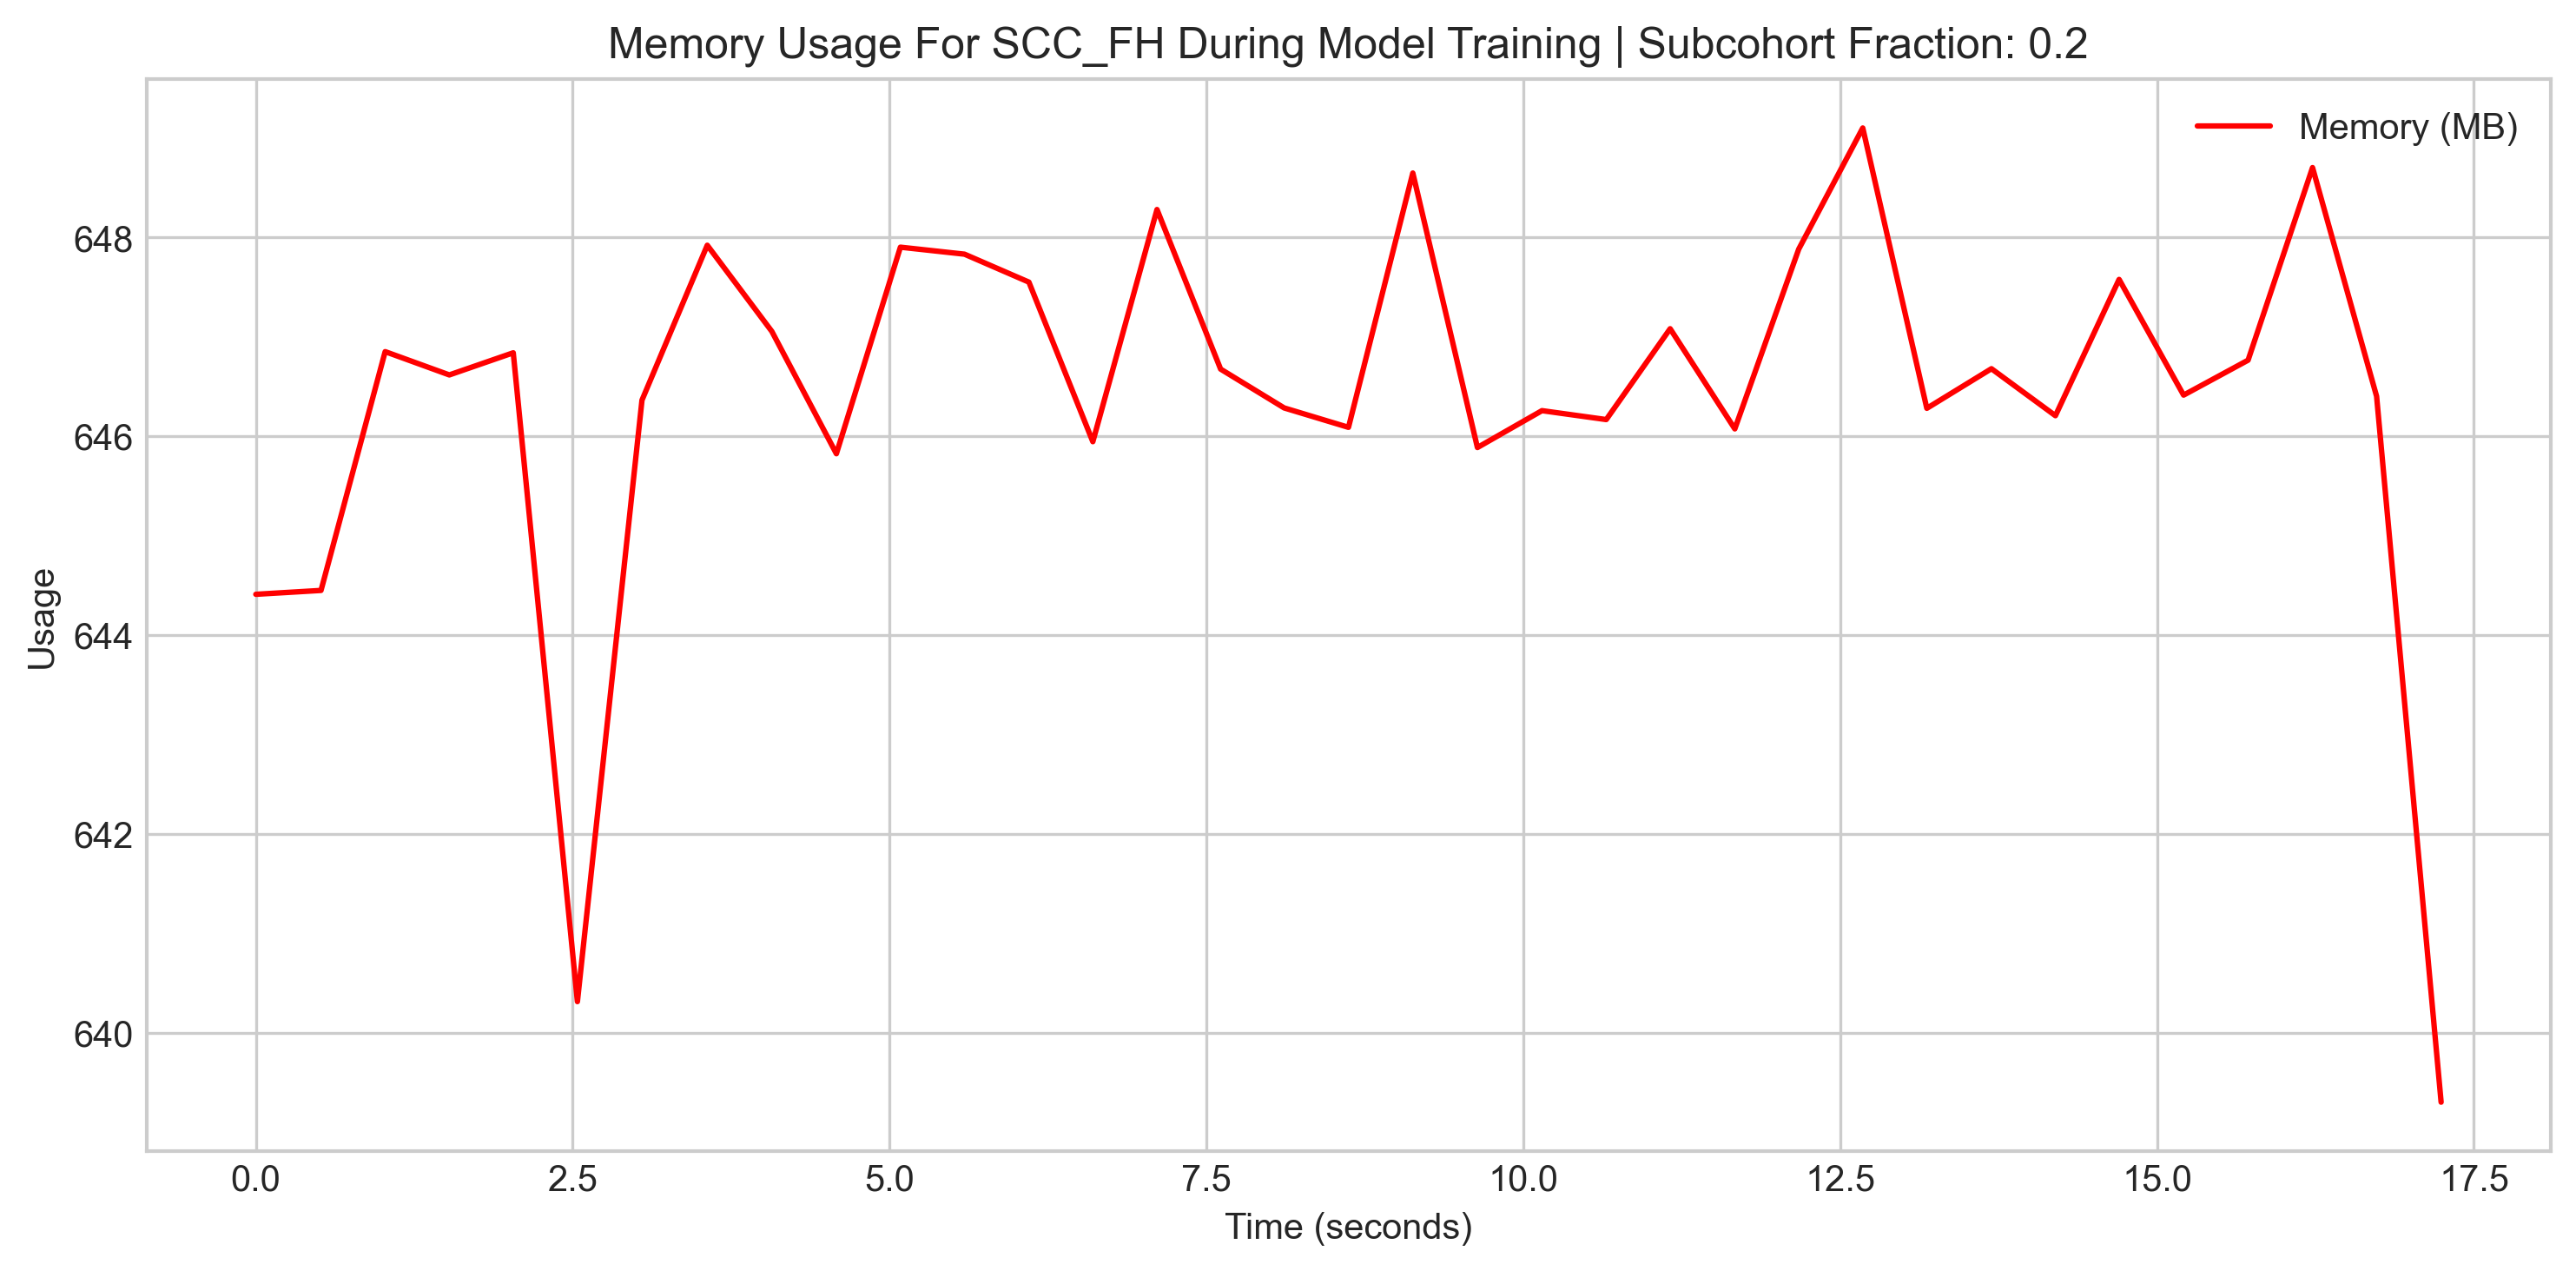 Memory Usage For SCC_FH During Model Training | Subcohort Fraction: 0.2
Memory (MB)
648
646
644
642
640
Usage
0.0 2.5 5.0 7.5 10.0 12.5 15.0 17.5
Time (seconds)